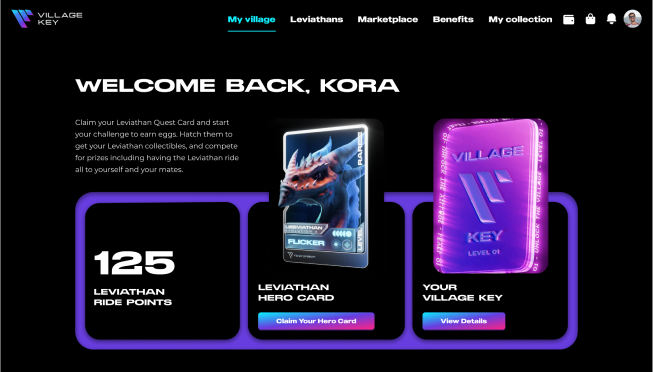 VILLAGE
KEY
My village
Leviathans
Marketplace
Benefits
My collection
WELCOME BACK, KORA
Claim your Leviathan Quest Card and start
your challenge to earn eggs. Hatch them to
get your Leviathan collectibles, and compete
for prizes including having the Leviathan ride
all to yourself and your mates.
125
LEVIATHAN
RIDE POINTS
LEVIATHAN
FLICKER
LEVIATHAN
HERO CARD
Claim Your Hero Card
VILLAGE
KEY
LEVEL 01
YOUR
VILLAGE KEY
View Details